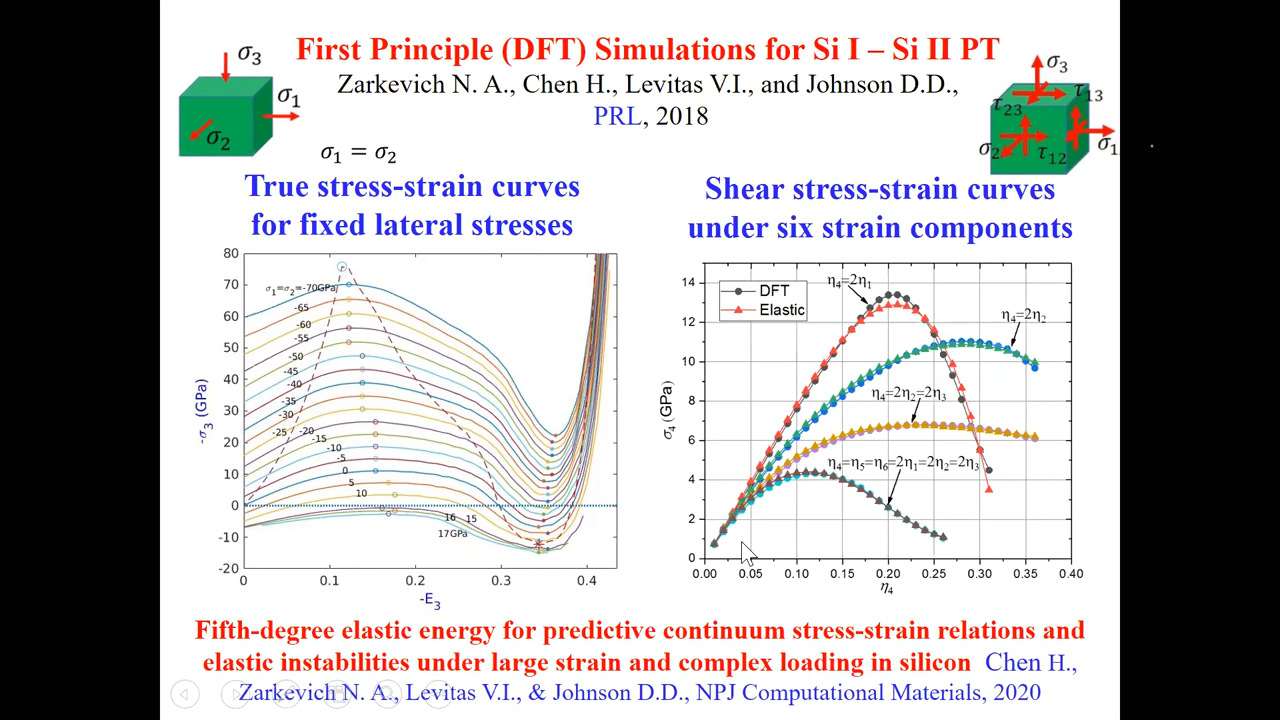 First Principle (DFT) Simulations for Si I – Si II PT
Zarkevich N. A., Chen H., Levitas V.I., and Johnson D.D.,
PRL, 2018
σ3
σ1
σ2
σ1 = σ2
σ3
τ13
τ23
σ2
τ12
σ1
True stress-strain curves
for fixed lateral stresses
80
70
60
50
40
30
20
10
0
-10
-20
-σ3 (GPa)
σ1=σ2=-70GPa
-65
-60
55
-50
-45
-40
-35
-30
-25
-20
-15
-10
-5
0
5
10
16
15
17GPa
0
0.1
0.2
0.3
0.4
-E3
Shear stress-strain curves
under six strain components
14
12
10
8
6
4
2
0
σ4 (GPa)
DFT
Elastic
η4=2η1
η4=2η2
η4=2η2=2η3
η4=η5=η6=2η1=2η2=2η3
0.00
0.05
0.10
0.15
0.20
0.25
0.30
0.35
0.40
η4
Fifth-degree elastic energy for predictive continuum stress-strain relations and
elastic instabilities under large strain and complex loading in silicon Chen H.,
Zarkevich N. A., Levitas V.I., & Johnson D.D., NPJ Computational Materials, 2020